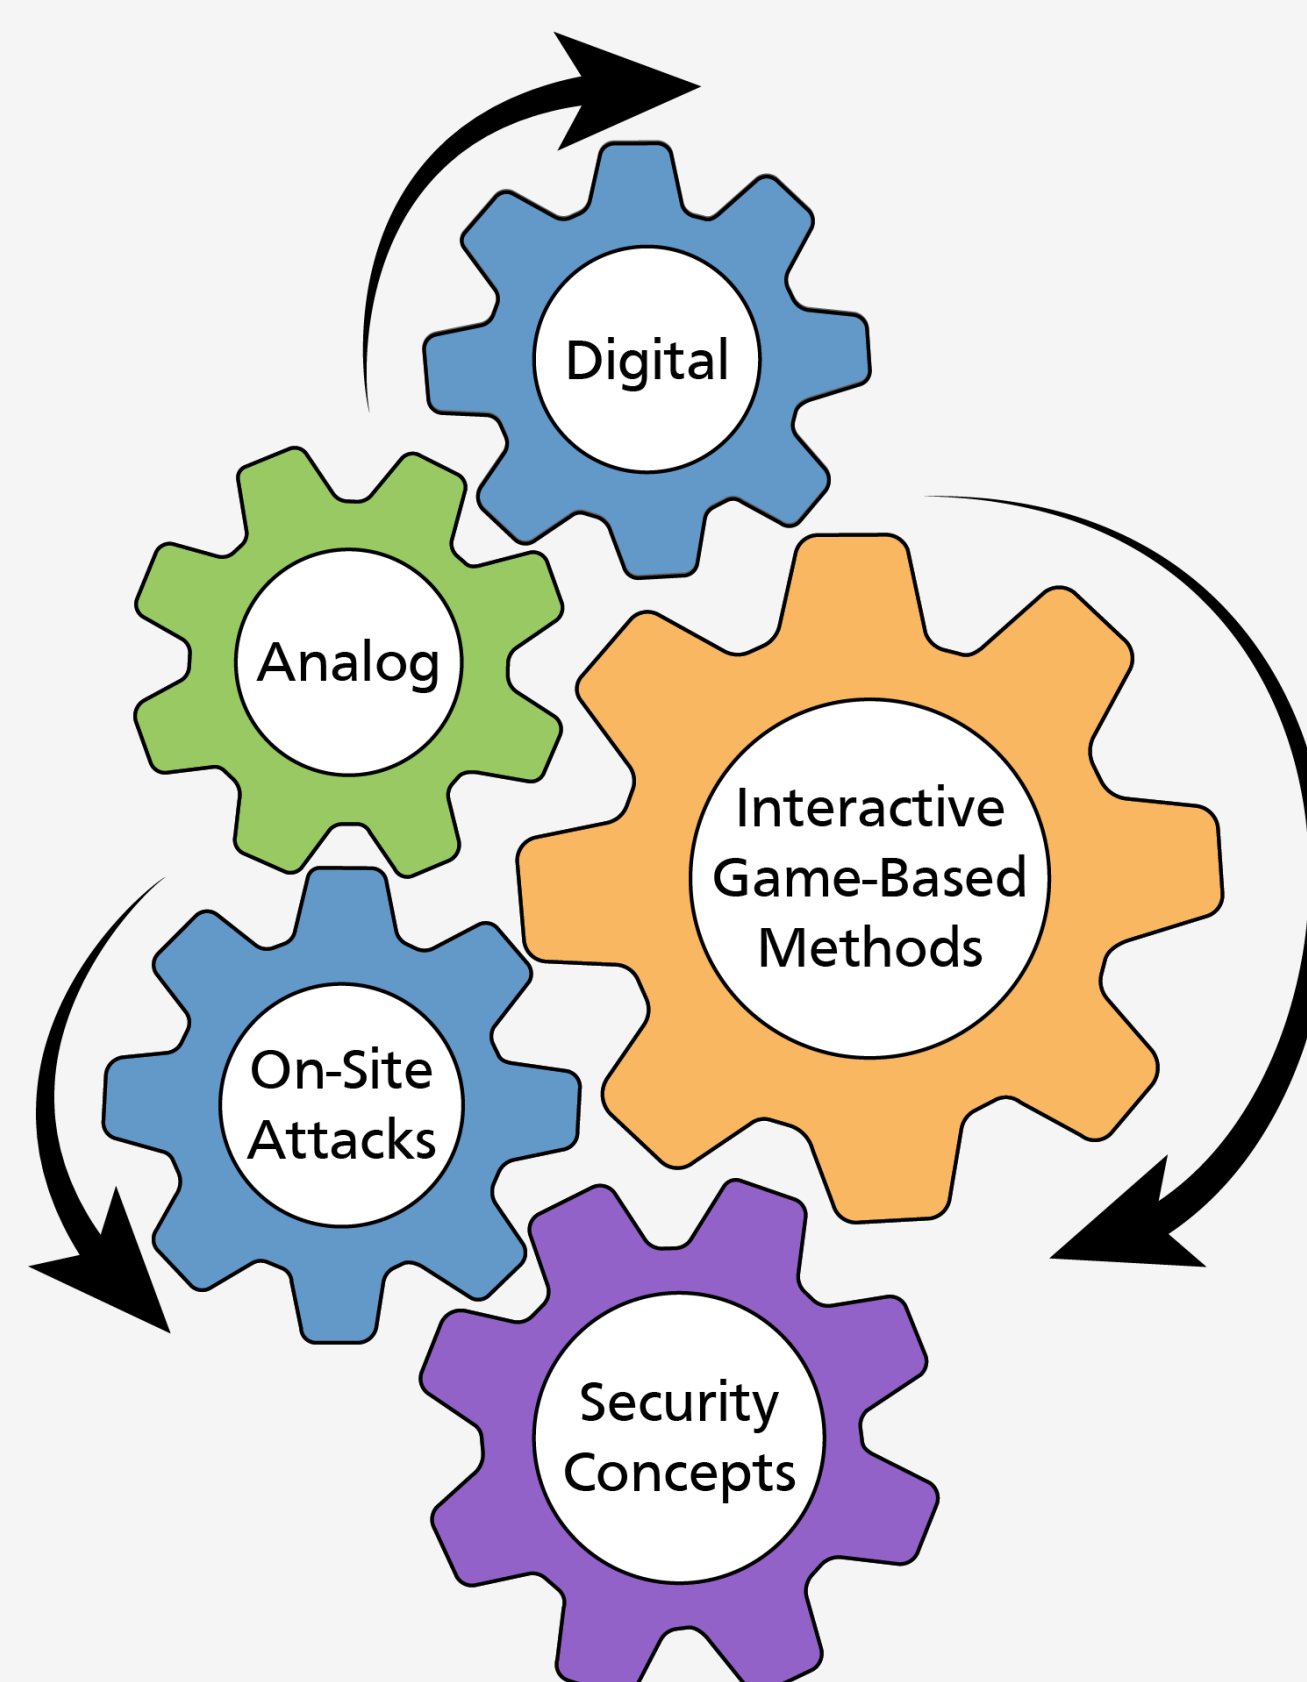 Digital
Analog
Interactive
Game-Based
Methods
On-Site
Attacks
Security
Concepts